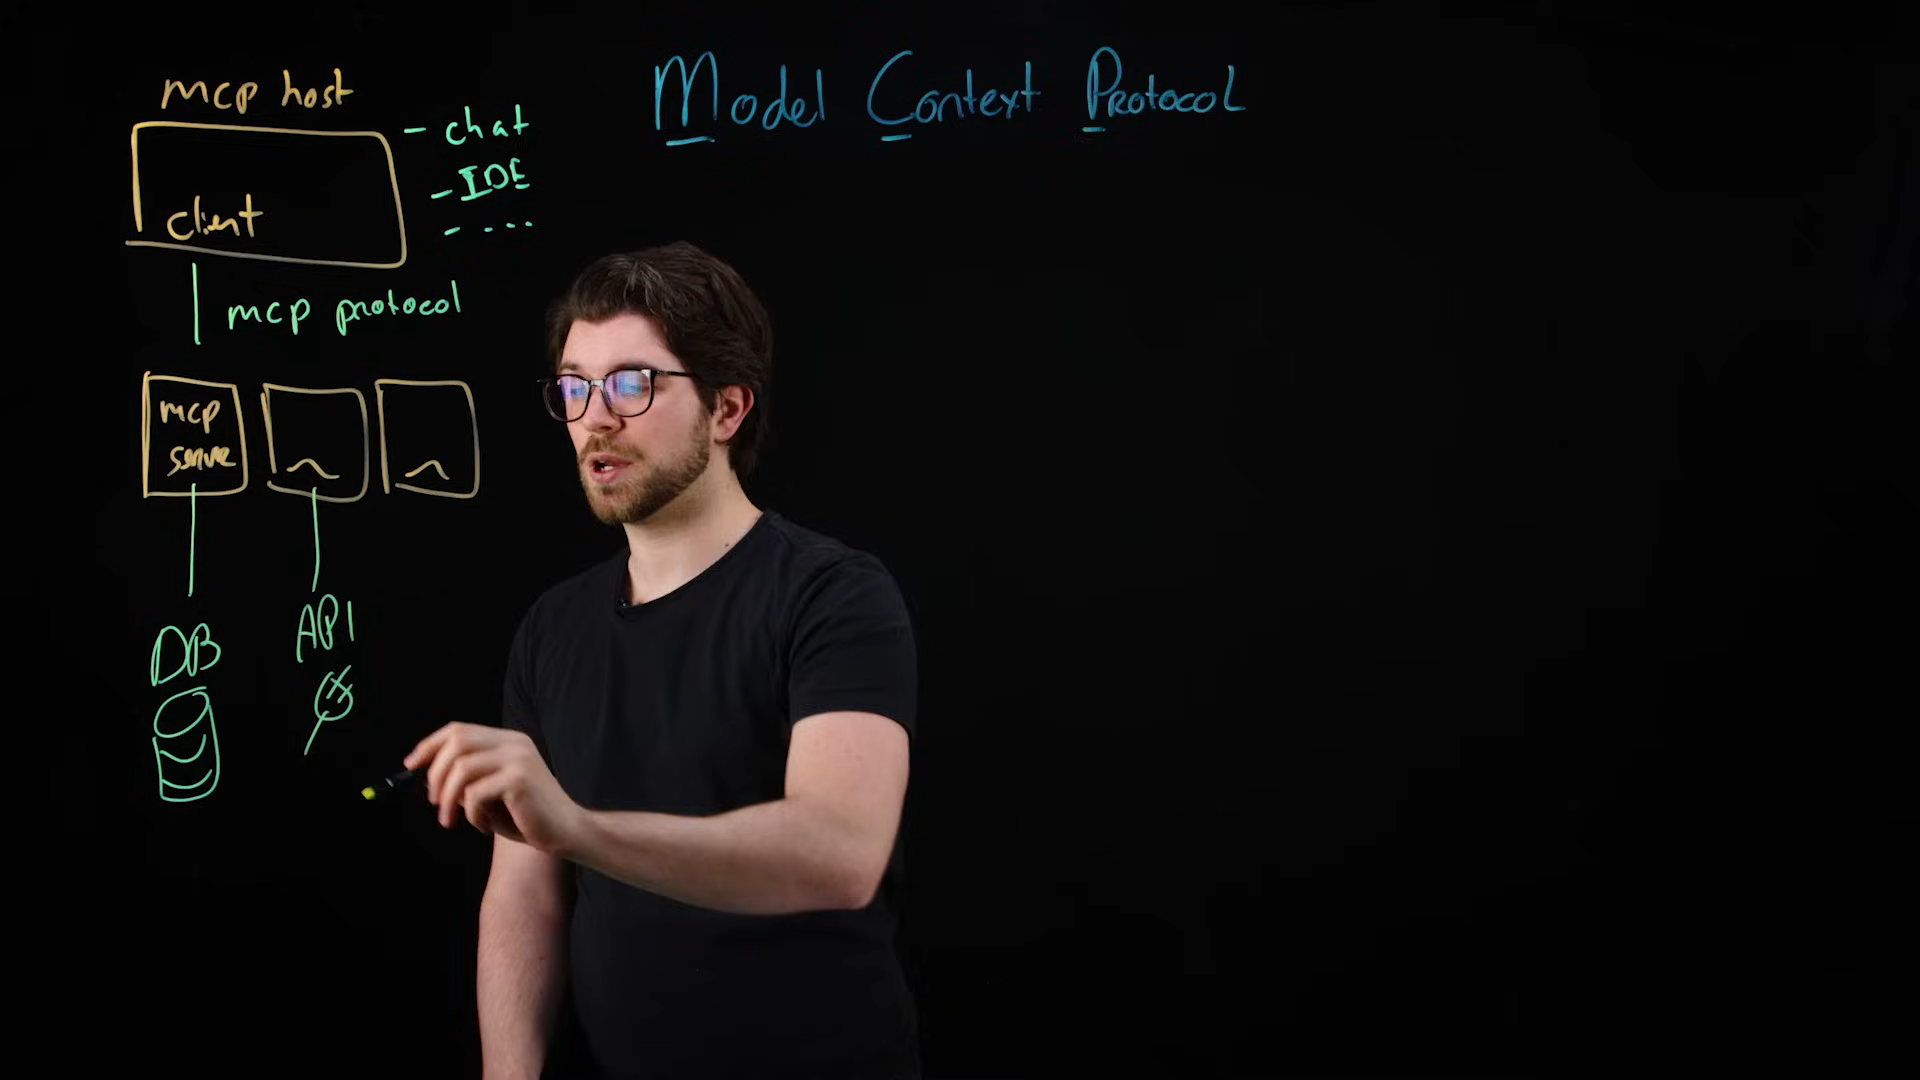 Model Context Protocol
mcp host
client
- chat
- IDE
- ...
mcp protocol
mcp
server
DB
API